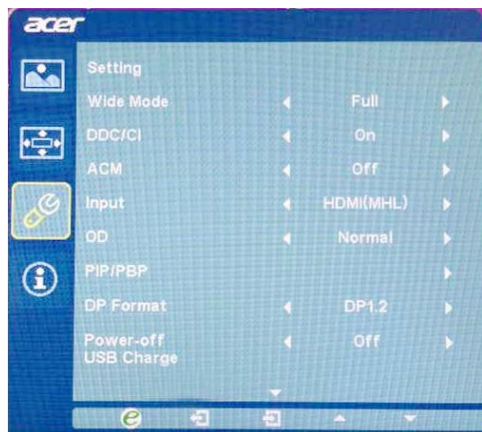 acer
Setting
Wide Mode Full
DDC/CI On
ACM Off
Input HDMI(MHL)
OD Normal
PIP/PBP
DP Format DP1.2
Power-off Off
USB Charge
e